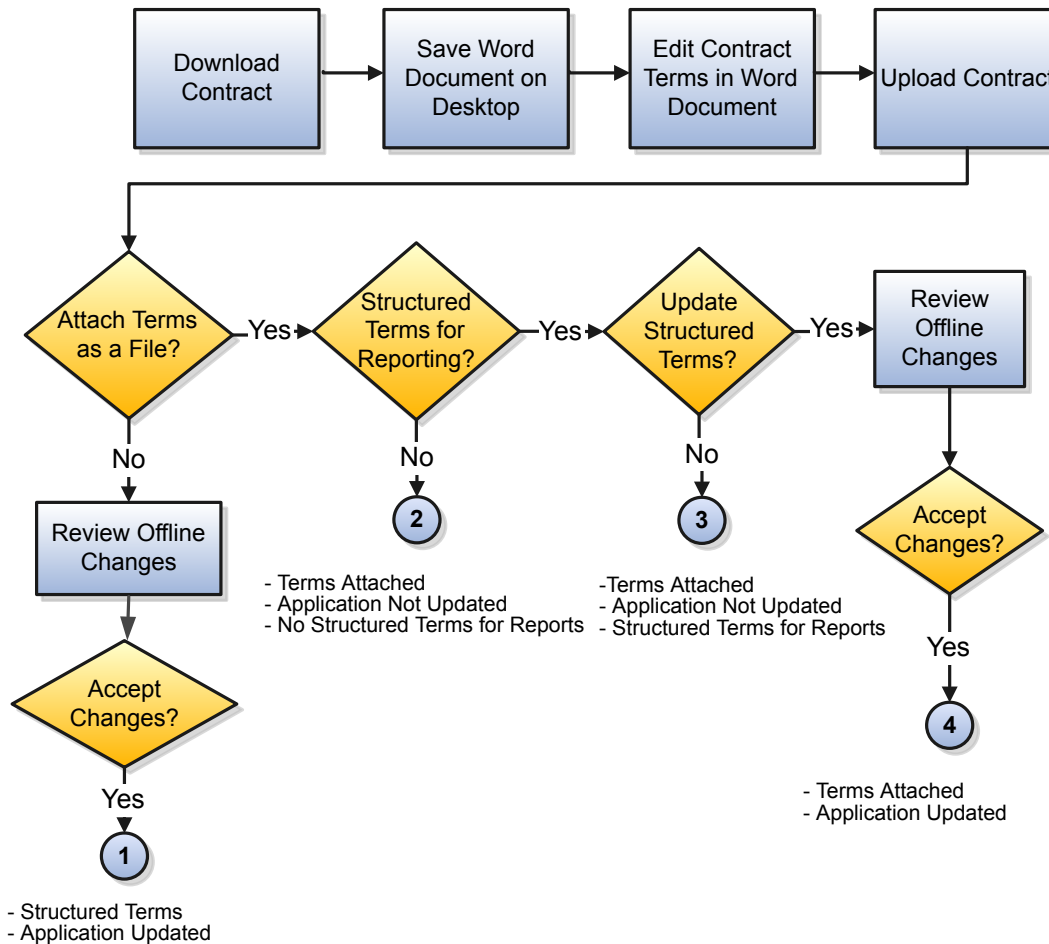 Download
Contract
Save Word
Document on
Desktop
Edit Contract
Terms in Word
Document
Upload Contract
Attach Terms
as a File?
Yes
Structured
Terms for
Reporting?
Yes
Update
Structured
Terms?
Yes
Review
Offline
Changes
No
No
No
Review Offline
Changes
2
3
Accept
Changes?
- Terms Attached
- Application Not Updated
- No Structured Terms for Reports
-Terms Attached
- Application Not Updated
- Structured Terms for Reports
Yes
Accept
Changes?
4
Yes
- Terms Attached
- Application Updated
1
- Structured Terms
- Application Updated